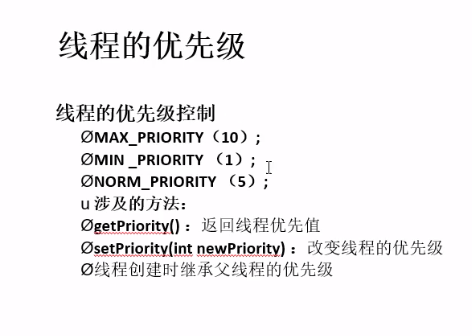 线程的优先级
线程的优先级控制
ØMAX_PRIORITY（10）;
ØMIN _PRIORITY （1）;
ØNORM_PRIORITY （5）;
u 涉及的方法：
ØgetPriority() ：返回线程优先值
ØsetPriority(int newPriority) ：改变线程的优先级
Ø线程创建时继承父线程的优先级